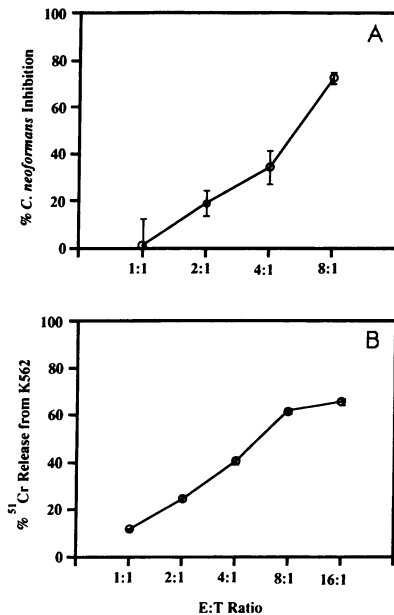 A
% C. neoformans Inhibition
100
80
60
40
20
0
1:1 2:1 4:1 8:1
B
% 51Cr Release from K562
100
80
60
40
20
0
1:1 2:1 4:1 8:1 16:1
E:T Ratio